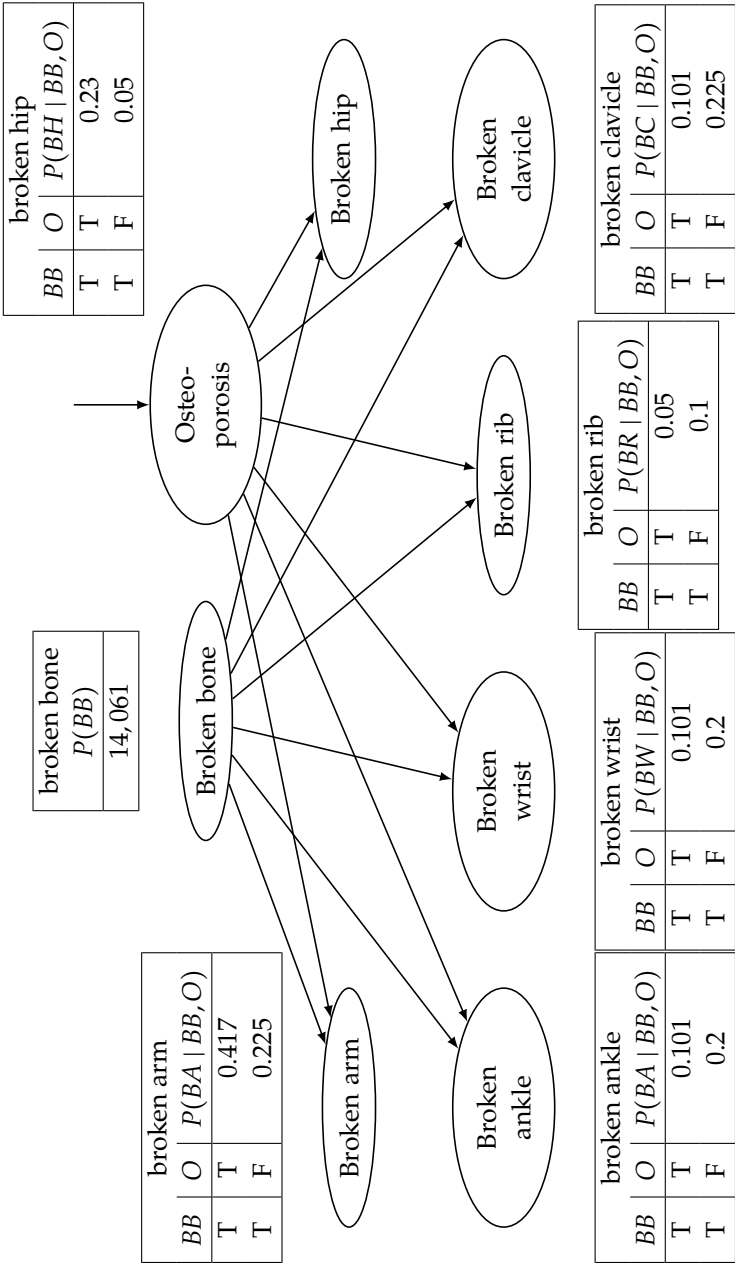 broken bone
P(BB)
14,061
broken arm
BB O P(BA | BB, O)
T T 0.417
T F 0.225
broken hip
BB O P(BH | BB, O)
T T 0.23
T F 0.05
Broken bone
Osteo-
porosis
Broken arm
Broken hip
Broken
ankle
Broken
wrist
Broken rib
Broken
clavicle
broken ankle
BB O P(BA | BB, O)
T T 0.101
T F 0.2
broken wrist
BB O P(BW | BB, O)
T T 0.101
T F 0.2
broken rib
BB O P(BR | BB, O)
T T 0.05
T F 0.1
broken clavicle
BB O P(BC | BB, O)
T T 0.101
T F 0.225